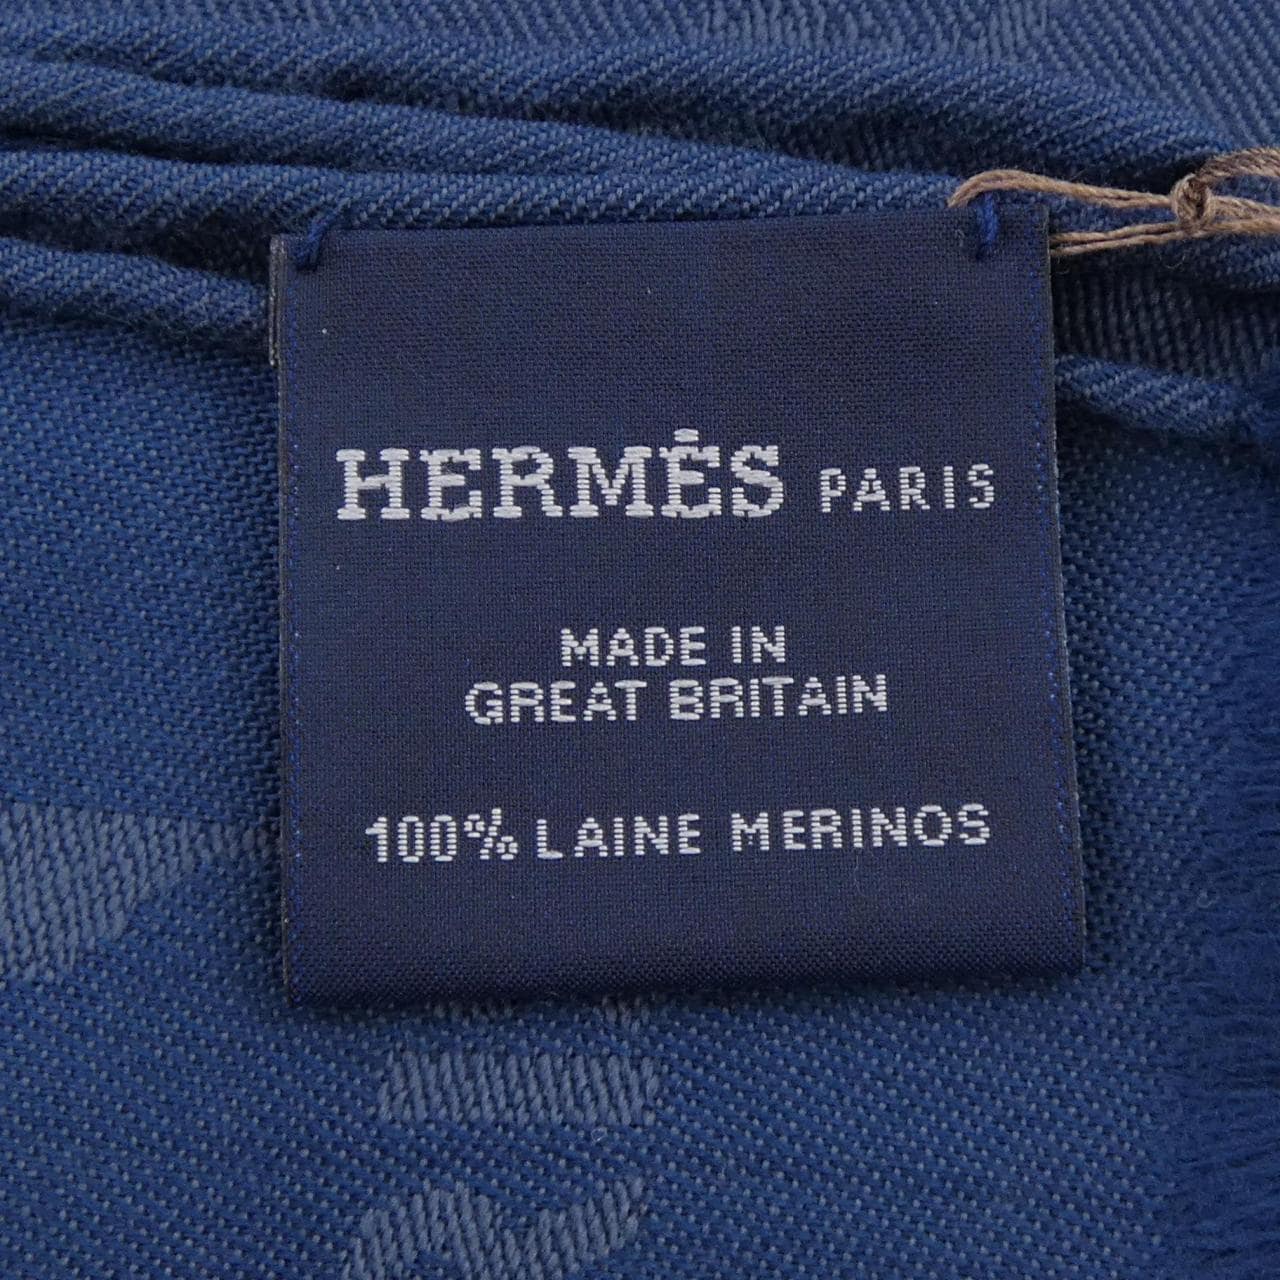 HERMÈS PARIS
MADE IN
GREAT BRITAIN
100% LAINE MERINOS